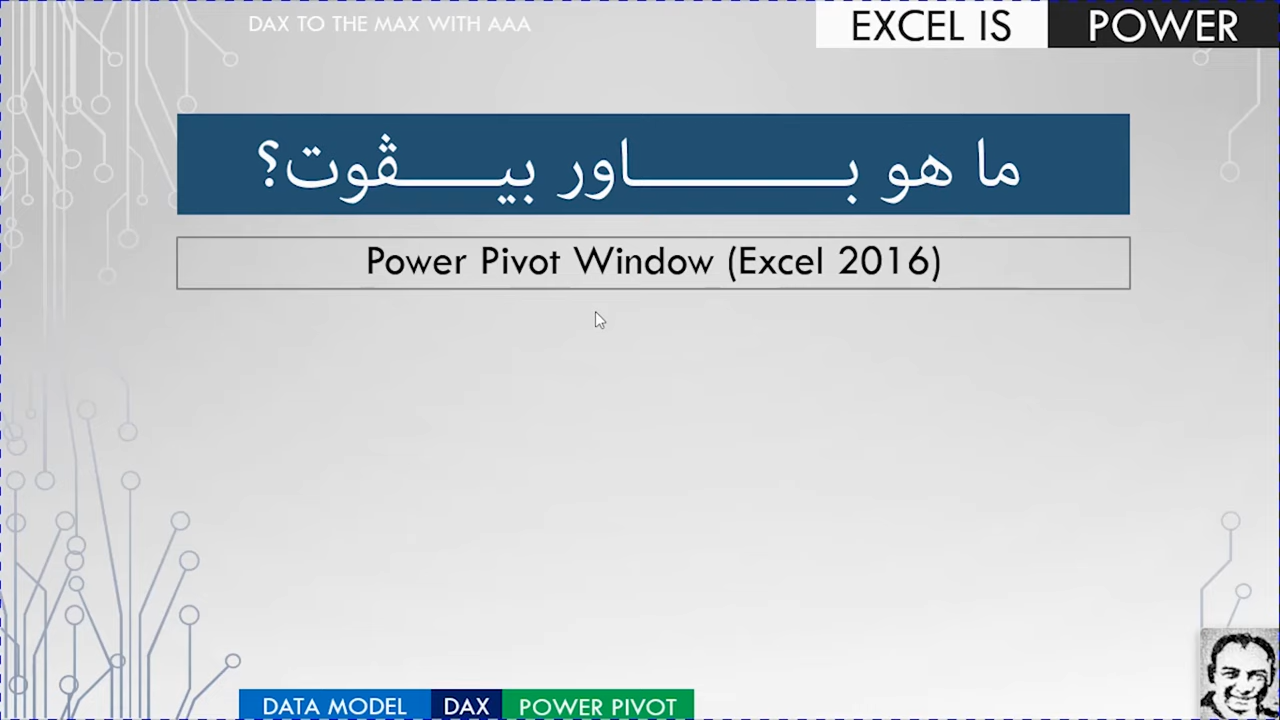 DAX TO THE MAX WITH AAA
EXCEL IS POWER
ما هو بـــــــــاور بيـــــڤوت؟
Power Pivot Window (Excel 2016)
DATA MODEL DAX POWER PIVOT